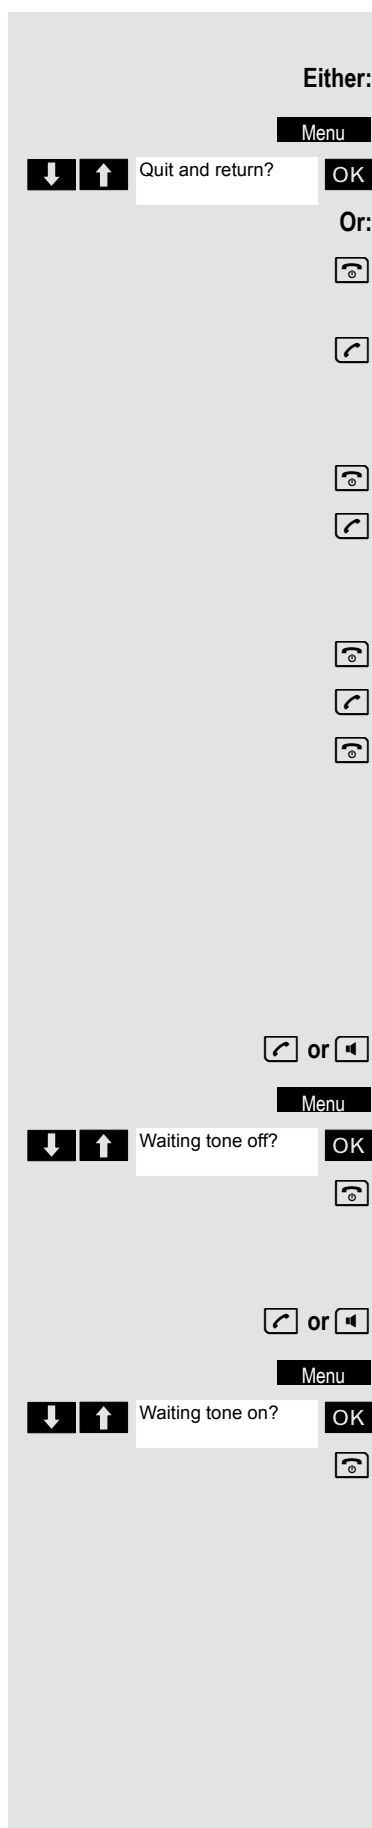 Either:
Menu
Quit and return? OK
Or:
or
Menu
Waiting tone off? OK
or
Menu
Waiting tone on? OK